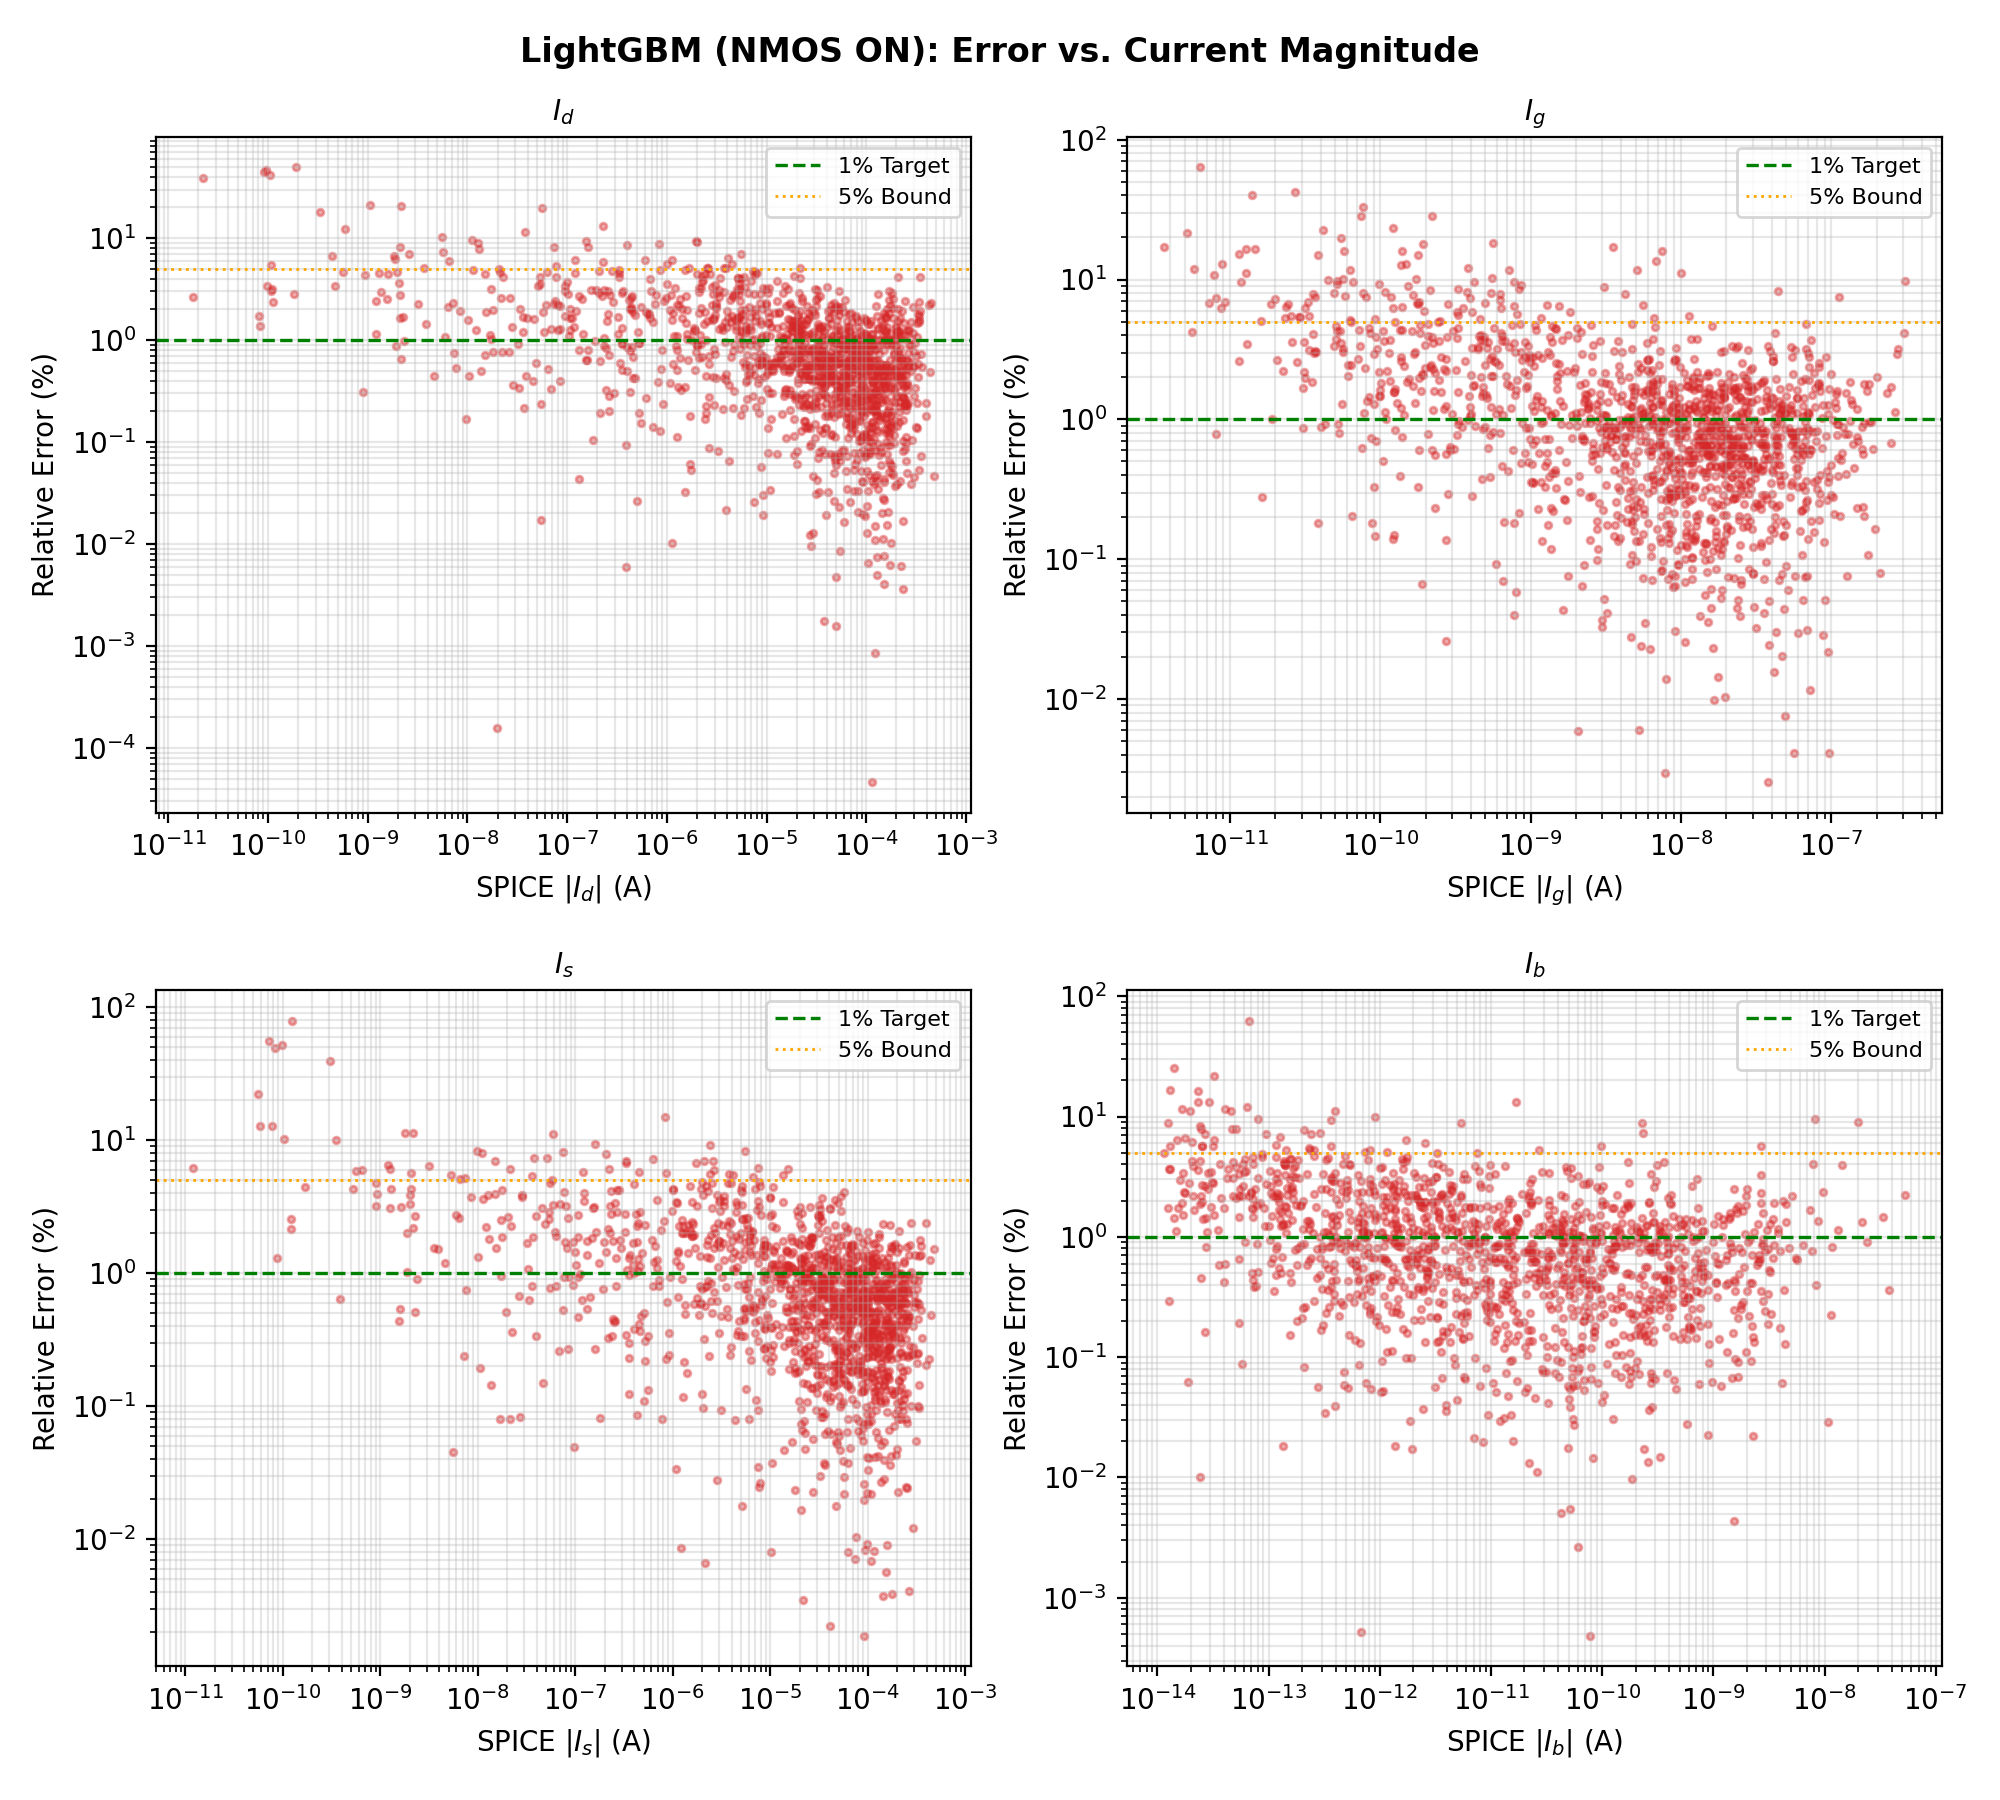 LightGBM (NMOS ON): Error vs. Current Magnitude
I_d
1% Target
5% Bound
10^1
10^0
10^-1
10^-2
10^-3
10^-4
Relative Error (%)
10^-11 10^-10 10^-9 10^-8 10^-7 10^-6 10^-5 10^-4 10^-3
SPICE |I_d| (A)
I_g
1% Target
5% Bound
10^2
10^1
10^0
10^-1
10^-2
Relative Error (%)
10^-11 10^-10 10^-9 10^-8 10^-7
SPICE |I_g| (A)
I_s
1% Target
5% Bound
10^2
10^1
10^0
10^-1
10^-2
Relative Error (%)
10^-11 10^-10 10^-9 10^-8 10^-7 10^-6 10^-5 10^-4 10^-3
SPICE |I_s| (A)
I_b
1% Target
5% Bound
10^2
10^1
10^0
10^-1
10^-2
10^-3
Relative Error (%)
10^-14 10^-13 10^-12 10^-11 10^-10 10^-9 10^-8 10^-7
SPICE |I_b| (A)